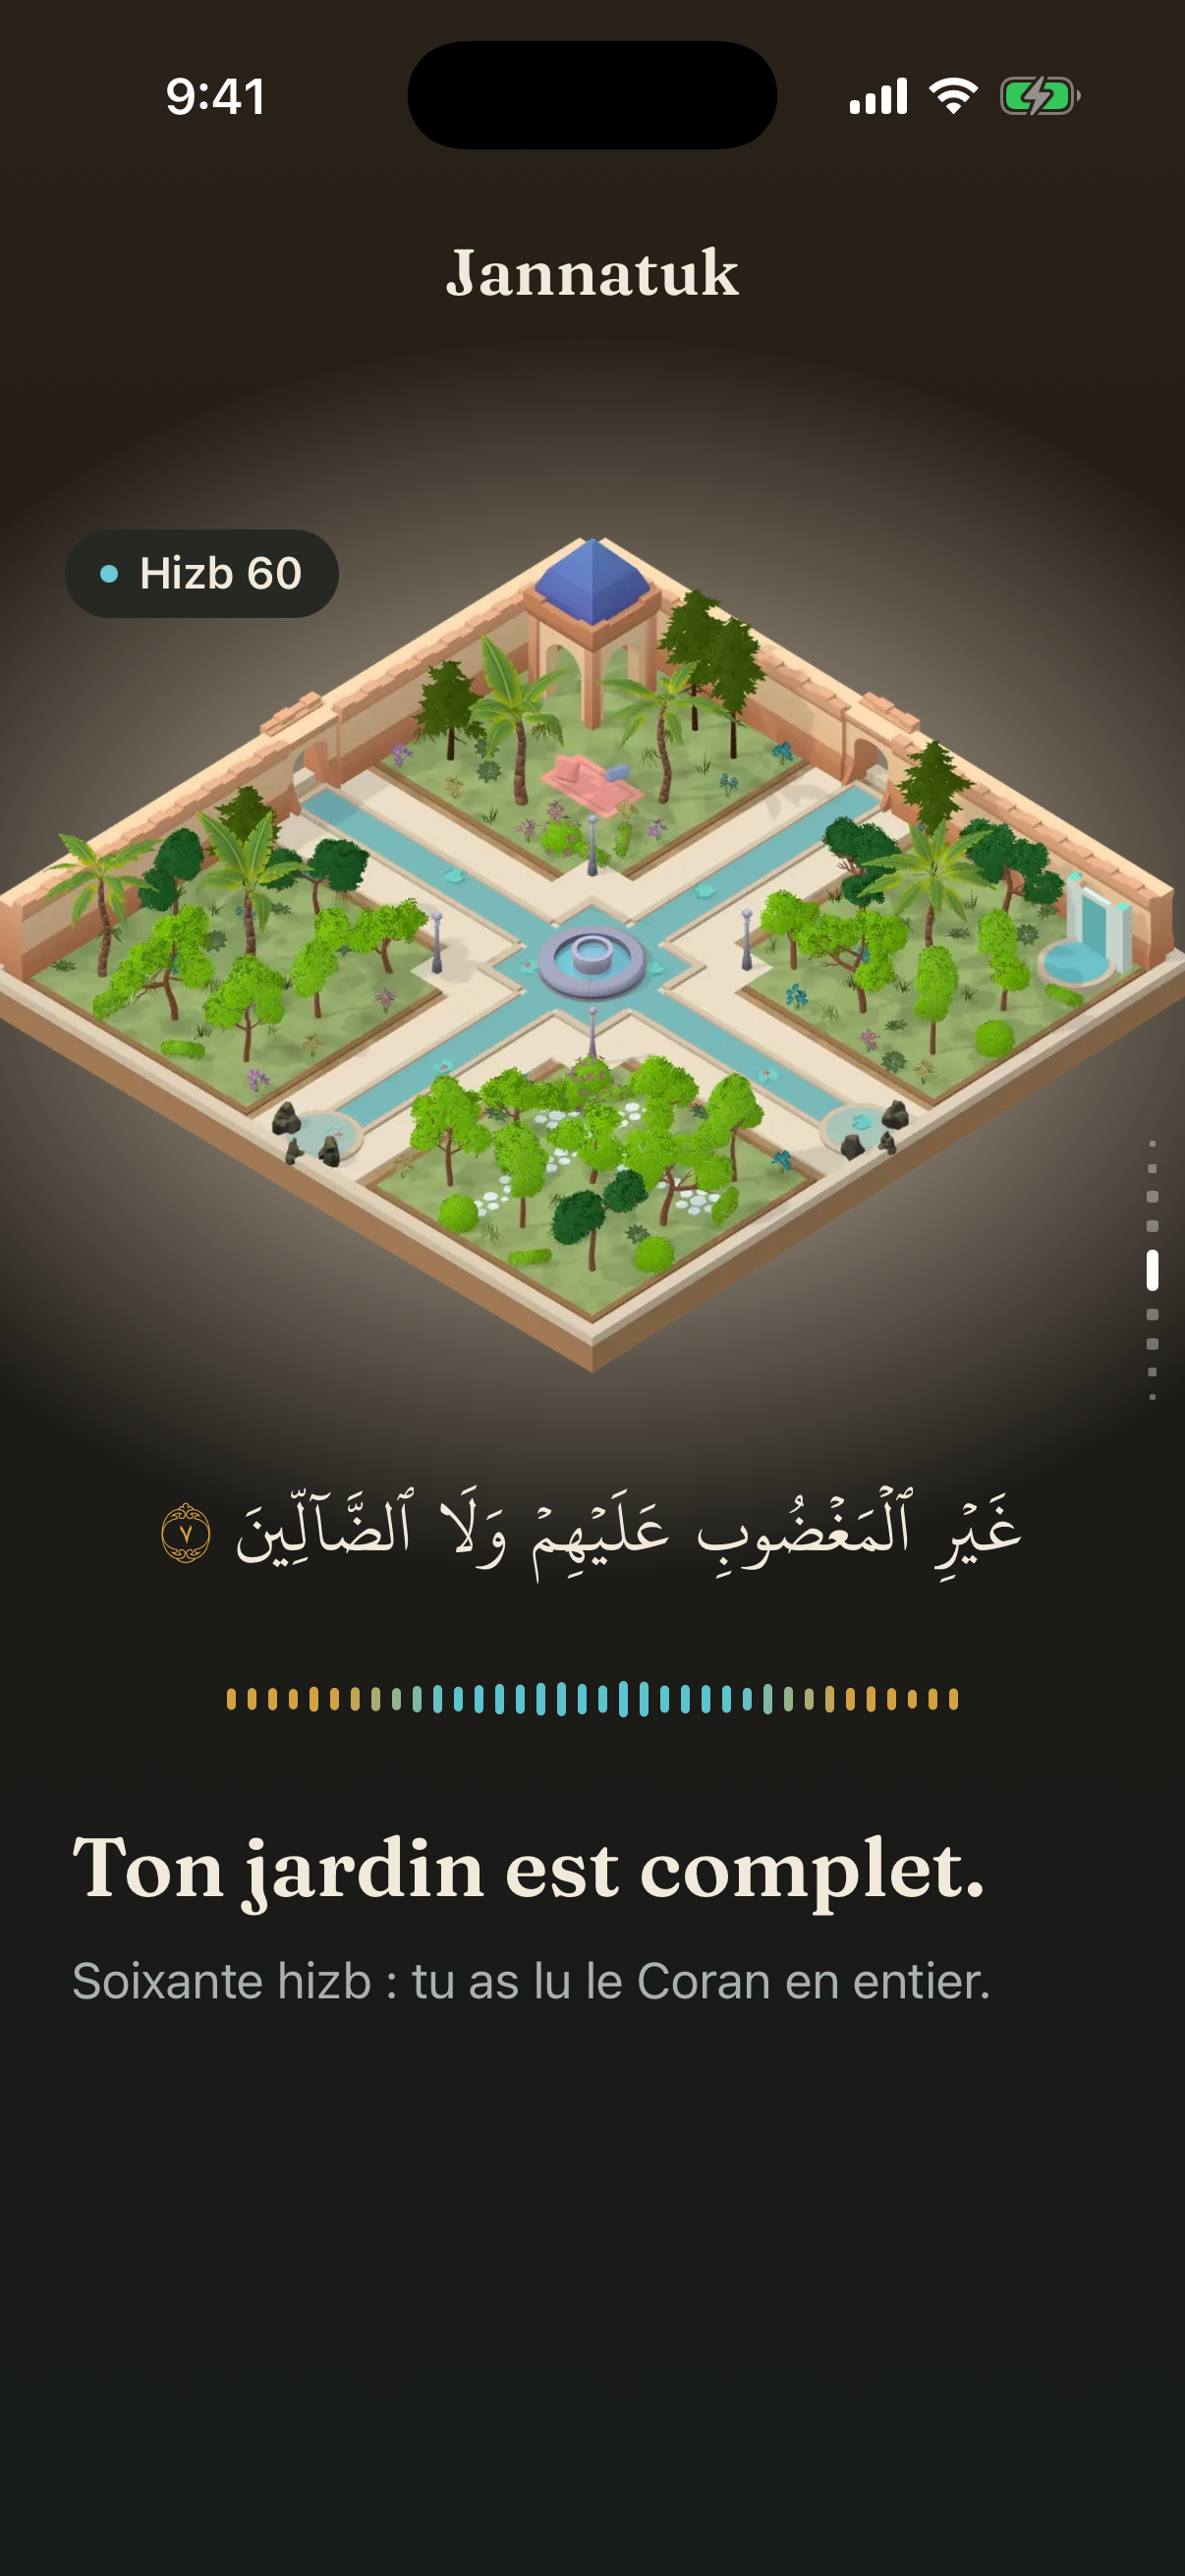 9:41
Jannatuk
Hizb 60
غَيْرِ ٱلْمَغْضُوبِ عَلَيْهِمْ وَلَا ٱلضَّآلِّينَ ٧
Ton jardin est complet.
Soixante hizb : tu as lu le Coran en entier.